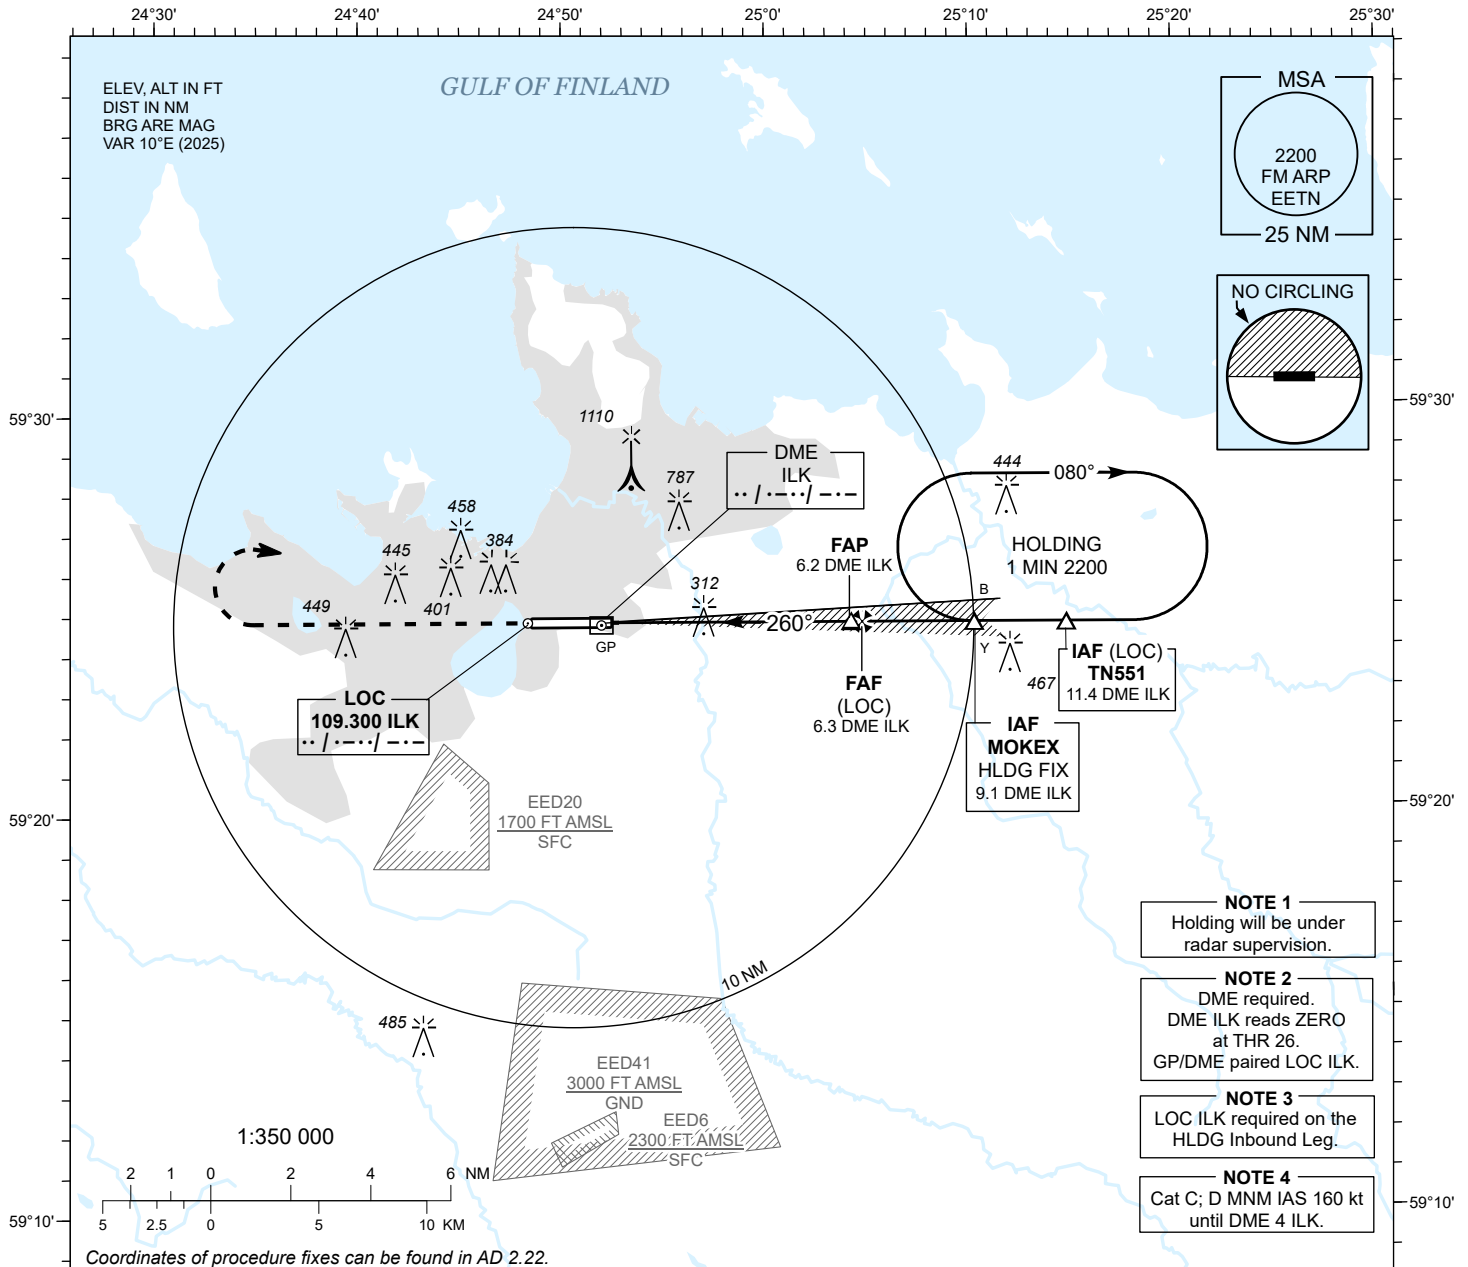 24°30'
24°40'
24°50'
25°0'
25°10'
25°20'
25°30'
ELEV, ALT IN FT
DIST IN NM
BRG ARE MAG
VAR 10°E (2025)
GULF OF FINLAND
MSA
2200
FM ARP
EETN
25 NM
NO CIRCLING
59°30'
59°30'
1110
787
DME
ILK
444
080°
HOLDING
1 MIN 2200
458
445
384
449
401
312
FAP
6.2 DME ILK
B
260°
GP
Y
467
IAF (LOC)
TN551
11.4 DME ILK
FAF
(LOC)
6.3 DME ILK
LOC
109.300 ILK
IAF
MOKEX
HLDG FIX
9.1 DME ILK
59°20'
59°20'
EED20
1700 FT AMSL
SFC
NOTE 1
Holding will be under
radar supervision.
10 NM
NOTE 2
DME required.
DME ILK reads ZERO
at THR 26.
GP/DME paired LOC ILK.
485
EED41
3000 FT AMSL
GND
EED6
2300 FT AMSL
SFC
NOTE 3
LOC ILK required on the
HLDG Inbound Leg.
NOTE 4
Cat C; D MNM IAS 160 kt
until DME 4 ILK.
1:350 000
2 1 0 2 4 6 NM
5 2.5 0 5 10 KM
59°10'
59°10'
Coordinates of procedure fixes can be found in AD 2.22.